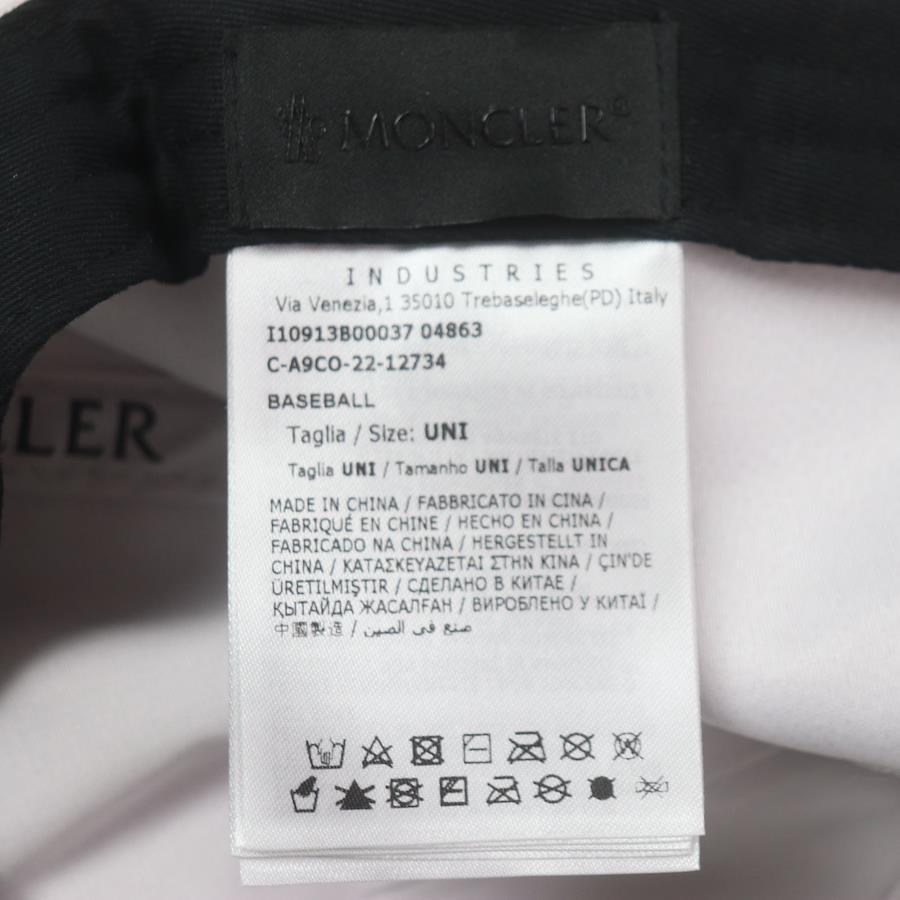 MONCLER®
INDUSTRIES
Via Venezia,1 35010 Trebaseleghe(PD) Italy
I10913B00037 04863
C-A9CO-22-12734
BASEBALL
LER
Taglia / Size: UNI
Taglia UNI / Tamanho UNI / Talla UNICA
MADE IN CHINA / FABBRICATO IN CINA /
FABRIQUÉ EN CHINE / HECHO EN CHINA /
FABRICADO NA CHINA / HERGESTELLT IN
CHINA / ΚΑΤΑΣΚΕΥΑΖΕΤΑΙ ΣΤΗΝ ΚΙΝΑ / ÇIN'DE
ÜRETILMIŞTIR / СДЕЛАНО В КИТАЕ /
ҚЫТАЙДА ЖАСАЛҒАН / ВИРОБЛЕНО У КИТАЇ /
中國製造 / صنع في الصين